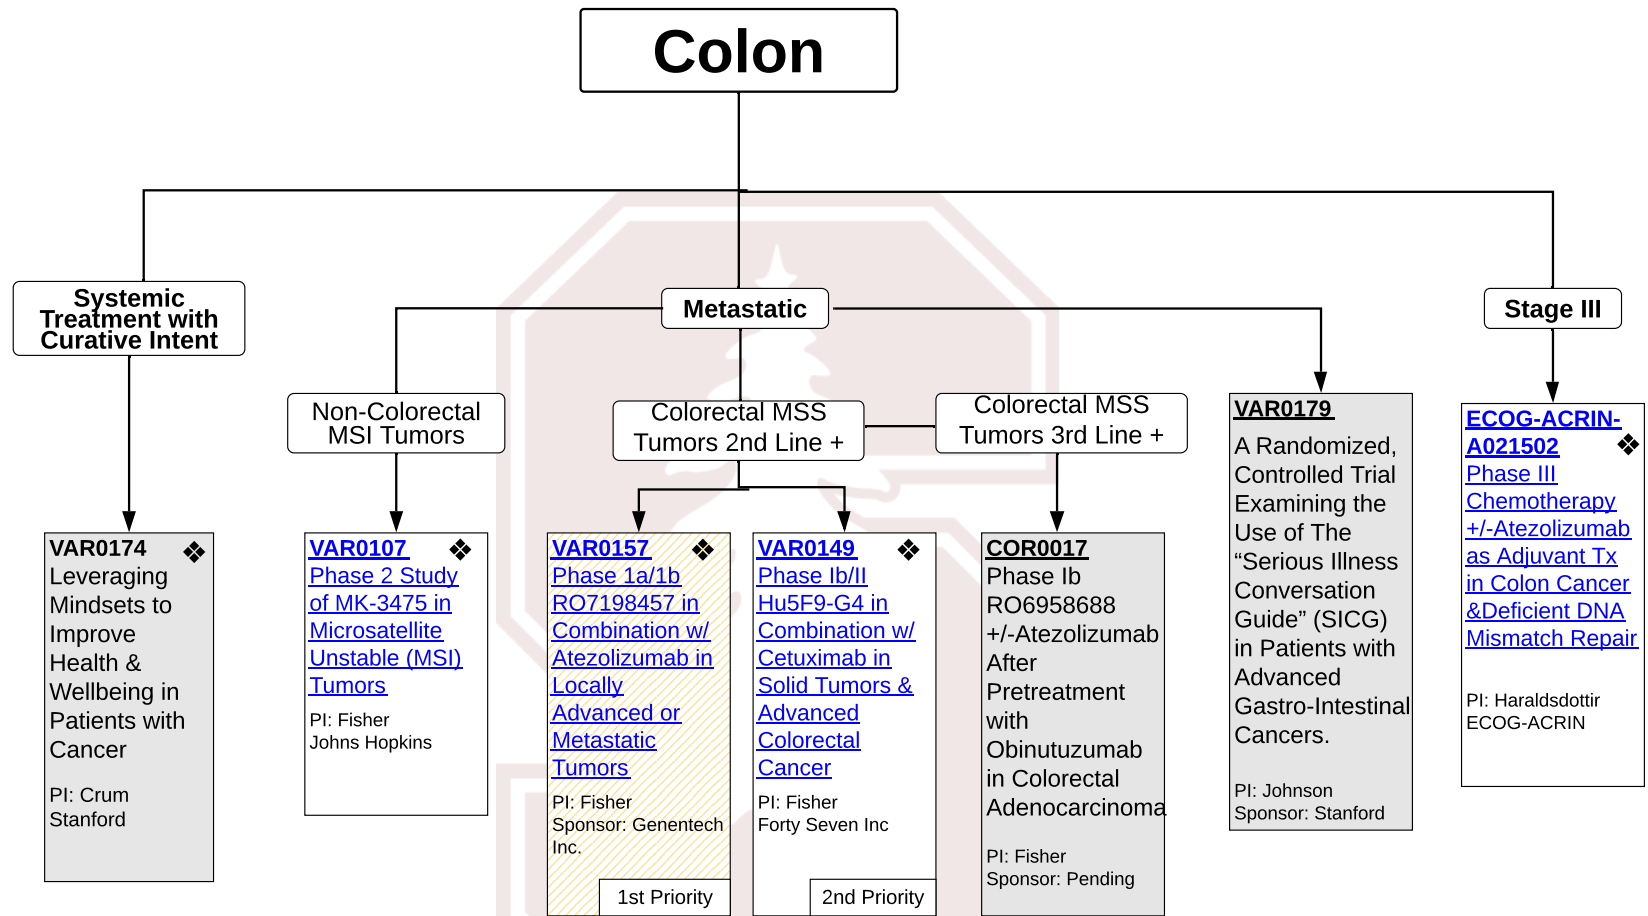 Colon
Systemic
Treatment with
Curative Intent
Metastatic
Stage III
Non-Colorectal
MSI Tumors
Colorectal MSS
Tumors 2nd Line +
Colorectal MSS
Tumors 3rd Line +
VAR0174
Leveraging
Mindsets to
Improve
Health &
Wellbeing in
Patients with
Cancer
PI: Crum
Stanford
VAR0107
Phase 2 Study
of MK-3475 in
Microsatellite
Unstable (MSI)
Tumors
PI: Fisher
Johns Hopkins
VAR0157
Phase 1a/1b
RO7198457 in
Combination w/
Atezolizumab in
Locally
Advanced or
Metastatic
Tumors
PI: Fisher
Sponsor: Genentech
Inc.
1st Priority
VAR0149
Phase Ib/II
Hu5F9-G4 in
Combination w/
Cetuximab in
Solid Tumors &
Advanced
Colorectal
Cancer
PI: Fisher
Forty Seven Inc
2nd Priority
COR0017
Phase Ib
RO6958688
+/-Atezolizumab
After
Pretreatment
with
Obinutuzumab
in Colorectal
Adenocarcinoma
PI: Fisher
Sponsor: Pending
VAR0179
A Randomized,
Controlled Trial
Examining the
Use of The
“Serious Illness
Conversation
Guide” (SICG)
in Patients with
Advanced
Gastro-Intestinal
Cancers.
PI: Johnson
Sponsor: Stanford
ECOG-ACRIN-
A021502
Phase III
Chemotherapy
+/-Atezolizumab
as Adjuvant Tx
in Colon Cancer
&Deficient DNA
Mismatch Repair
PI: Haraldsdottir
ECOG-ACRIN